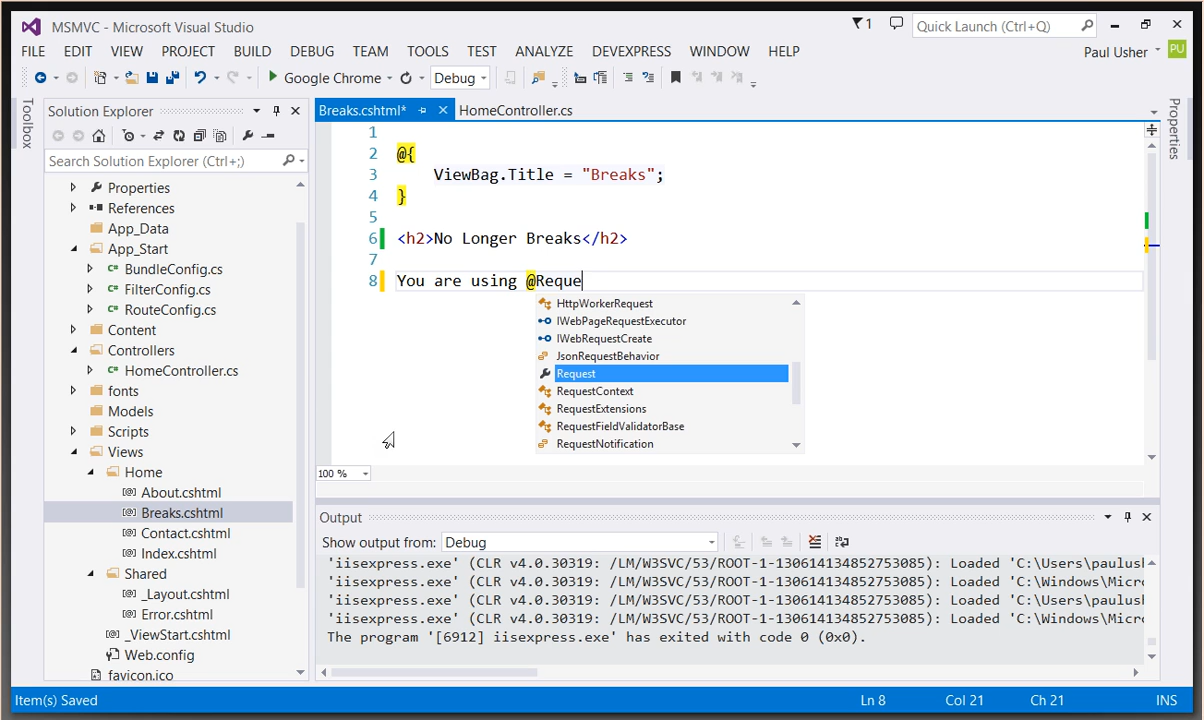 MSMVC - Microsoft Visual Studio
1
Quick Launch (Ctrl+Q)
FILE EDIT VIEW PROJECT BUILD DEBUG TEAM TOOLS TEST ANALYZE DEVEXPRESS WINDOW HELP
Paul Usher PU
Google Chrome Debug
Toolbox
Solution Explorer
Search Solution Explorer (Ctrl+;)
Properties
References
App_Data
App_Start
BundleConfig.cs
FilterConfig.cs
RouteConfig.cs
Content
Controllers
HomeController.cs
fonts
Models
Scripts
Views
Home
About.cshtml
Breaks.cshtml
Contact.cshtml
Index.cshtml
Shared
_Layout.cshtml
Error.cshtml
_ViewStart.cshtml
Web.config
favicon.ico
Breaks.cshtml* HomeController.cs
1
2 @{
3 ViewBag.Title = "Breaks";
4 }
5
6 <h2>No Longer Breaks</h2>
7
8 You are using @Reque
HttpWorkerRequest
IWebPageRequestExecutor
IWebRequestCreate
JsonRequestBehavior
Request
RequestContext
RequestExtensions
RequestFieldValidatorBase
RequestNotification
100 %
Properties
Output
Show output from: Debug
'iisexpress.exe' (CLR v4.0.30319: /LM/W3SVC/53/ROOT-1-130614134852753085): Loaded 'C:\Users\paulush
'iisexpress.exe' (CLR v4.0.30319: /LM/W3SVC/53/ROOT-1-130614134852753085): Loaded 'C:\Windows\Micr
'iisexpress.exe' (CLR v4.0.30319: /LM/W3SVC/53/ROOT-1-130614134852753085): Loaded 'C:\Users\paulush
'iisexpress.exe' (CLR v4.0.30319: /LM/W3SVC/53/ROOT-1-130614134852753085): Loaded 'C:\Windows\Micr
The program '[6912] iisexpress.exe' has exited with code 0 (0x0).
Item(s) Saved Ln 8 Col 21 Ch 21 INS